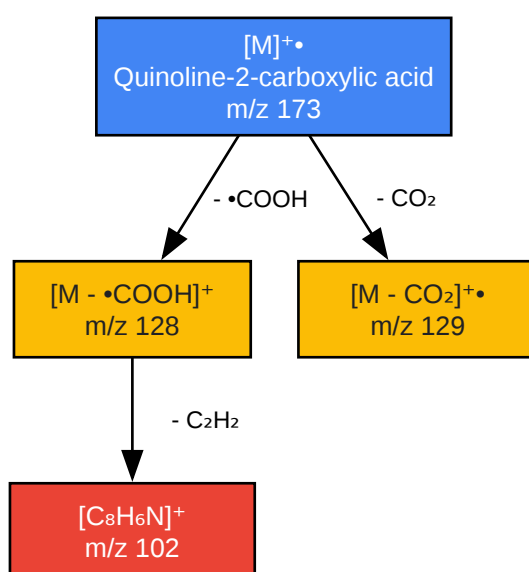 [M]⁺•
Quinoline-2-carboxylic acid
m/z 173
- •COOH
- CO₂
[M - •COOH]⁺
m/z 128
[M - CO₂]⁺•
m/z 129
- C₂H₂
[C₈H₆N]⁺
m/z 102